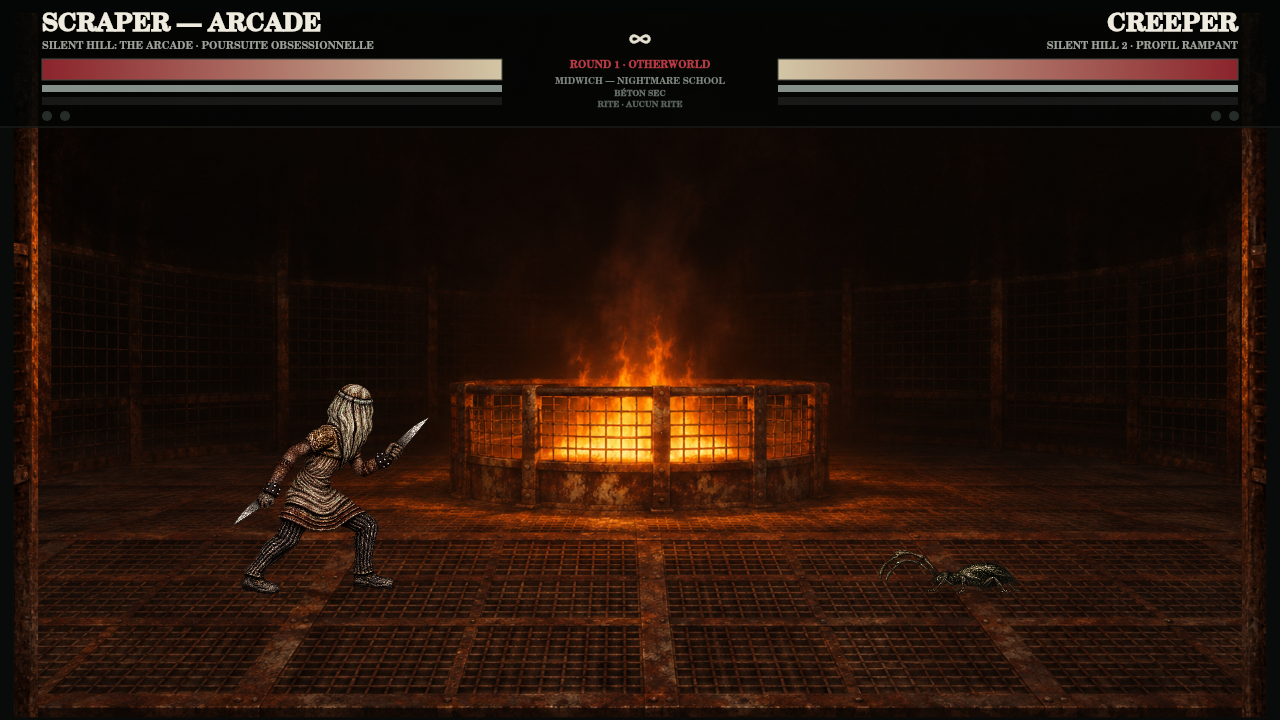 SCRAPER — ARCADE
SILENT HILL: THE ARCADE · POURSUITE OBSESSIONNELLE
∞
ROUND 1 · OTHERWORLD
MIDWICH — NIGHTMARE SCHOOL
BÉTON SEC
RITE · AUCUN RITE
CREEPER
SILENT HILL 2 · PROFIL RAMPANT